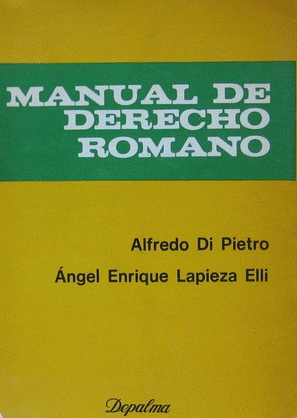 MANUAL DE
DERECHO
ROMANO
Alfredo Di Pietro
Ángel Enrique Lapieza Elli
Depalma